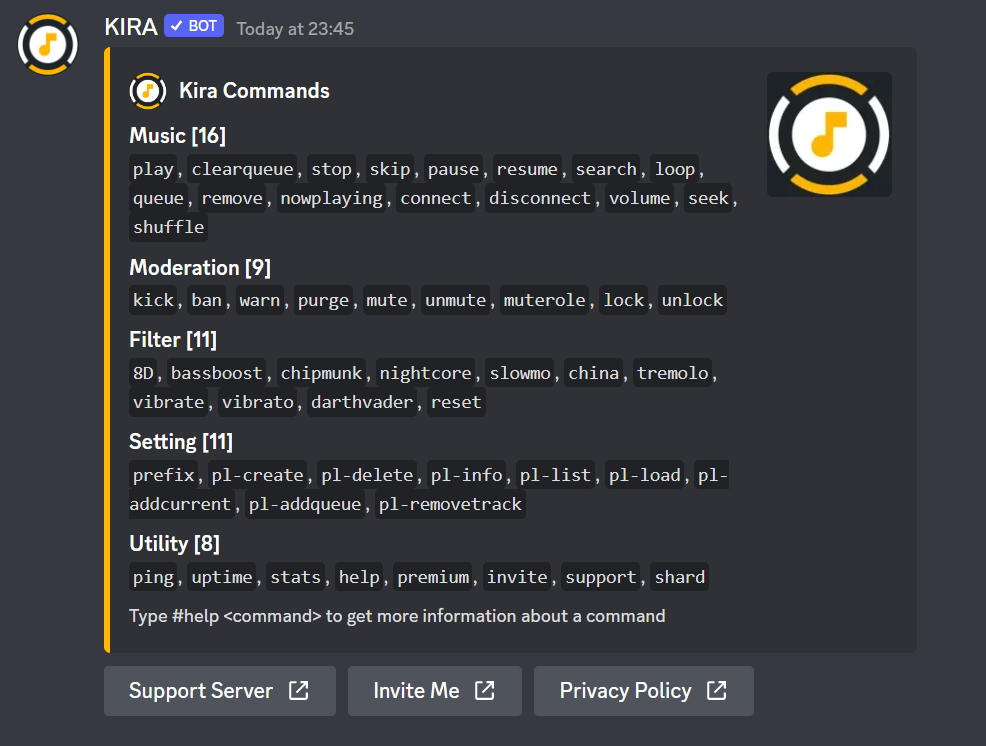 KIRA ✓ BOT Today at 23:45
Kira Commands
Music [16]
play, clearqueue, stop, skip, pause, resume, search, loop,
queue, remove, nowplaying, connect, disconnect, volume, seek,
shuffle
Moderation [9]
kick, ban, warn, purge, mute, unmute, muterole, lock, unlock
Filter [11]
8D, bassboost, chipmunk, nightcore, slowmo, china, tremolo,
vibrate, vibrato, darthvader, reset
Setting [11]
prefix, pl-create, pl-delete, pl-info, pl-list, pl-load, pl-
addcurrent, pl-addqueue, pl-removetrack
Utility [8]
ping, uptime, stats, help, premium, invite, support, shard
Type #help <command> to get more information about a command
Support Server
Invite Me
Privacy Policy